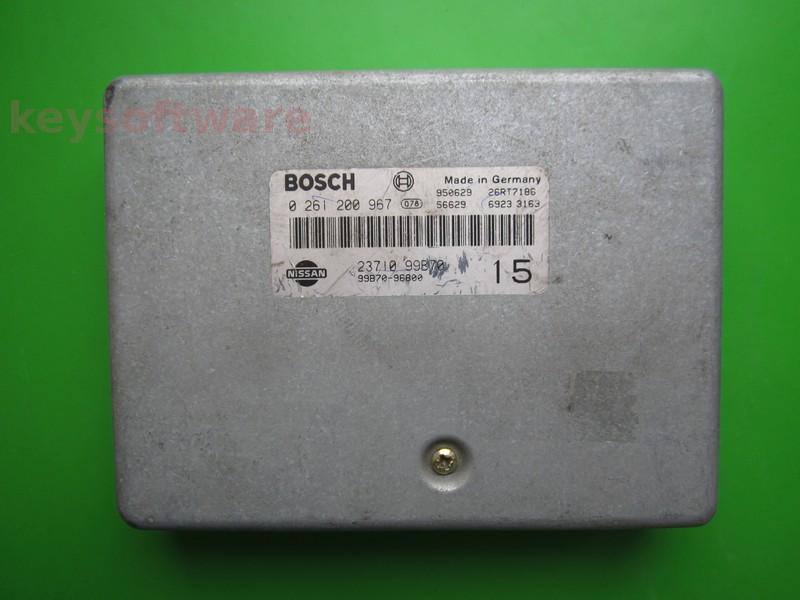 keysoftware
BOSCH Made in Germany
950629 26RT7186
0 261 200 967 078 56629 6923 3163
NISSAN 23710 99B70 15
99B70-96B00